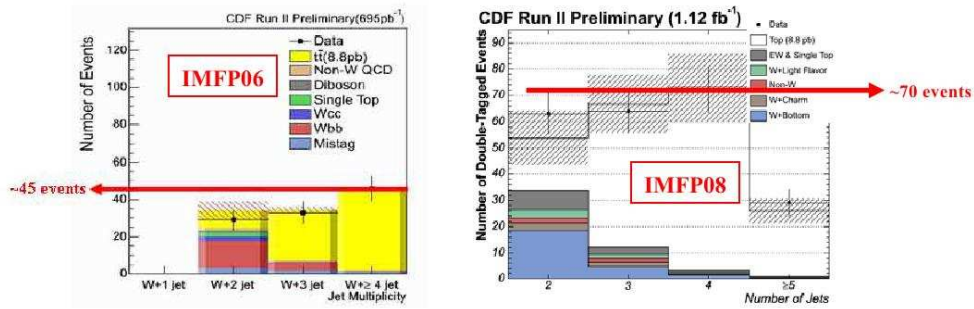 CDF Run II Preliminary(695pb⁻¹)
Number of Events
120
100
80
60
40
20
0
IMFP06
Data
tt̄(8.8pb)
Non-W QCD
Diboson
Single Top
Wcc
Wbb
Mistag
~45 events
W+1 jet
W+2 jet
W+3 jet
W+≥ 4 jet
Jet Multiplicity
CDF Run II Preliminary (1.12 fb⁻¹)
Number of Double-Tagged Events
90
80
70
60
50
40
30
20
10
0
Data
Top (8.8 pb)
EW & Single Top
W+Light Flavor
Non-W
W+Charm
W+Bottom
~70 events
IMFP08
2
3
4
≥5
Number of Jets